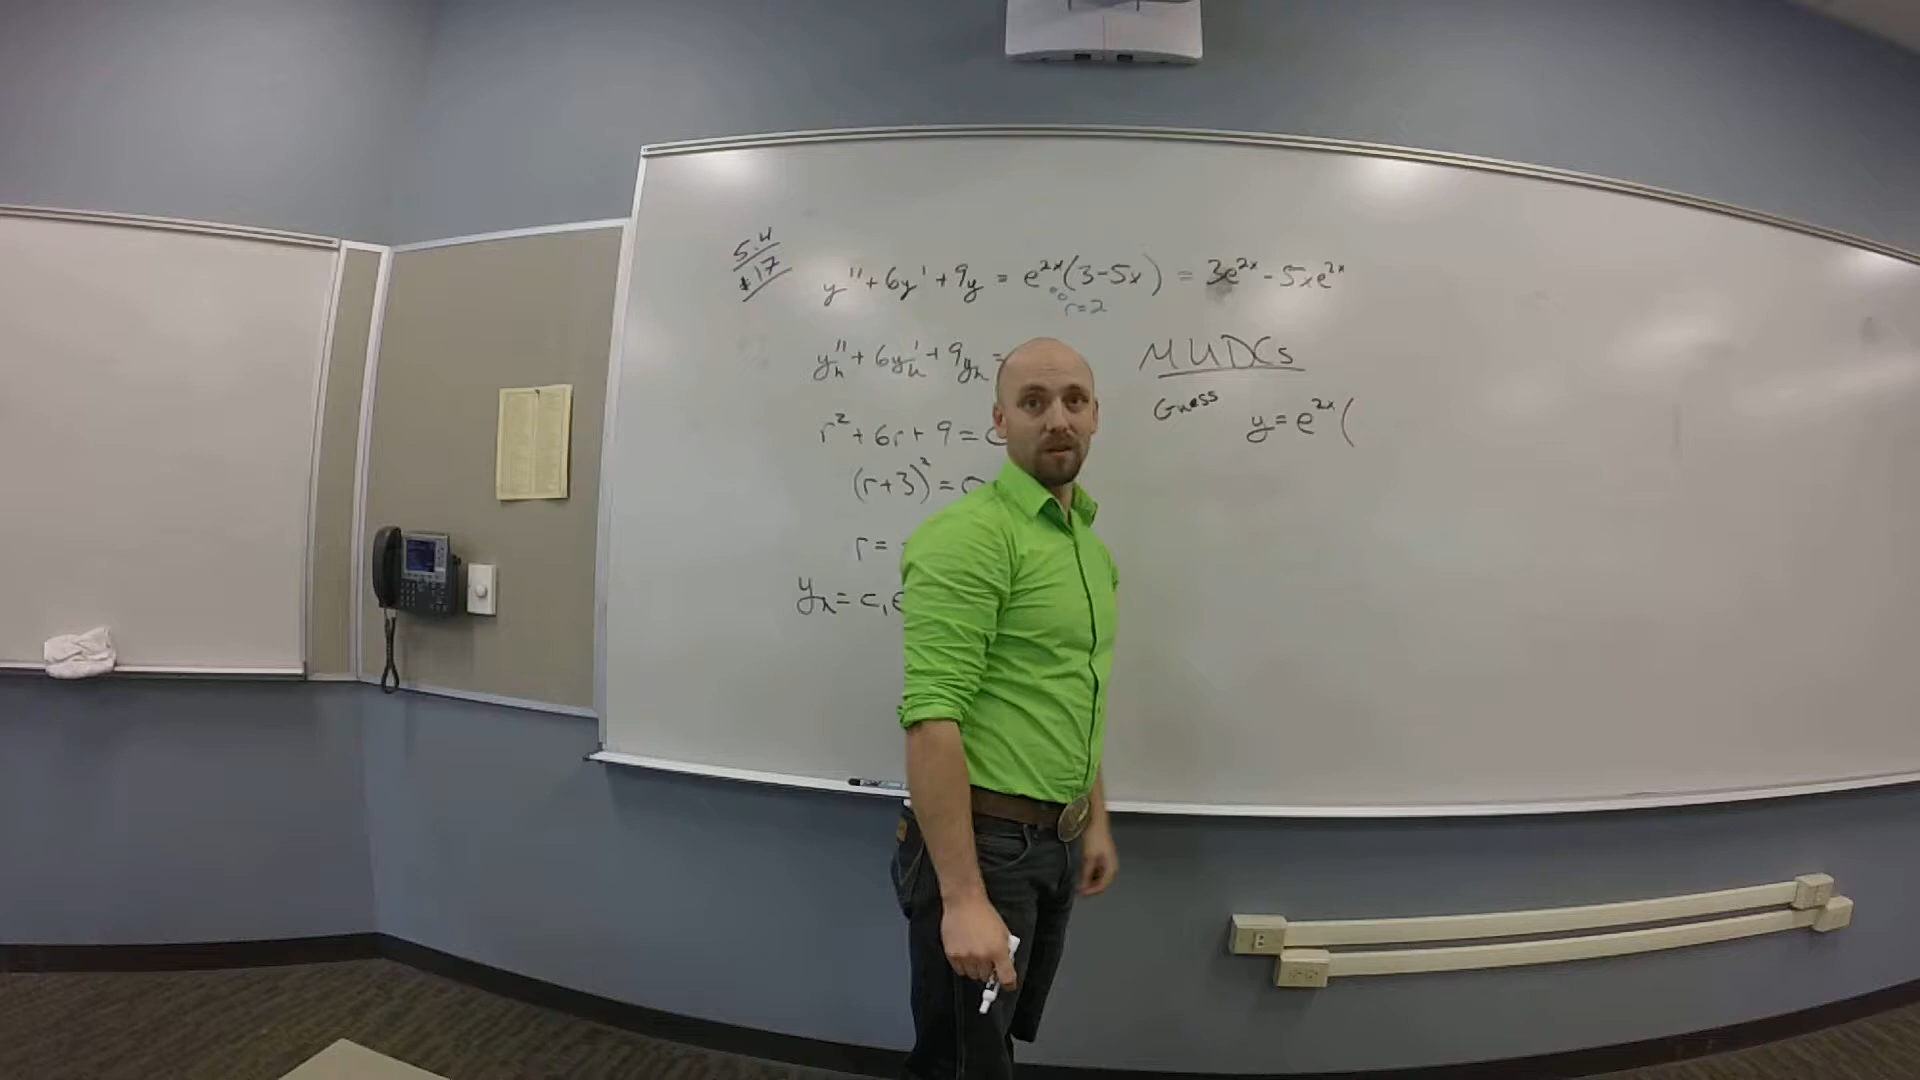 5.4
#17
y'' + 6y' + 9y = e^{2x}(3-5x) = 3e^{2x} - 5xe^{2x}
r=2
y_h'' + 6y_h' + 9y_h =
r^2 + 6r + 9 =
(r+3)^2 =
r =
y_h = c_1 e
MUDCs
Guess y = e^{2x}(